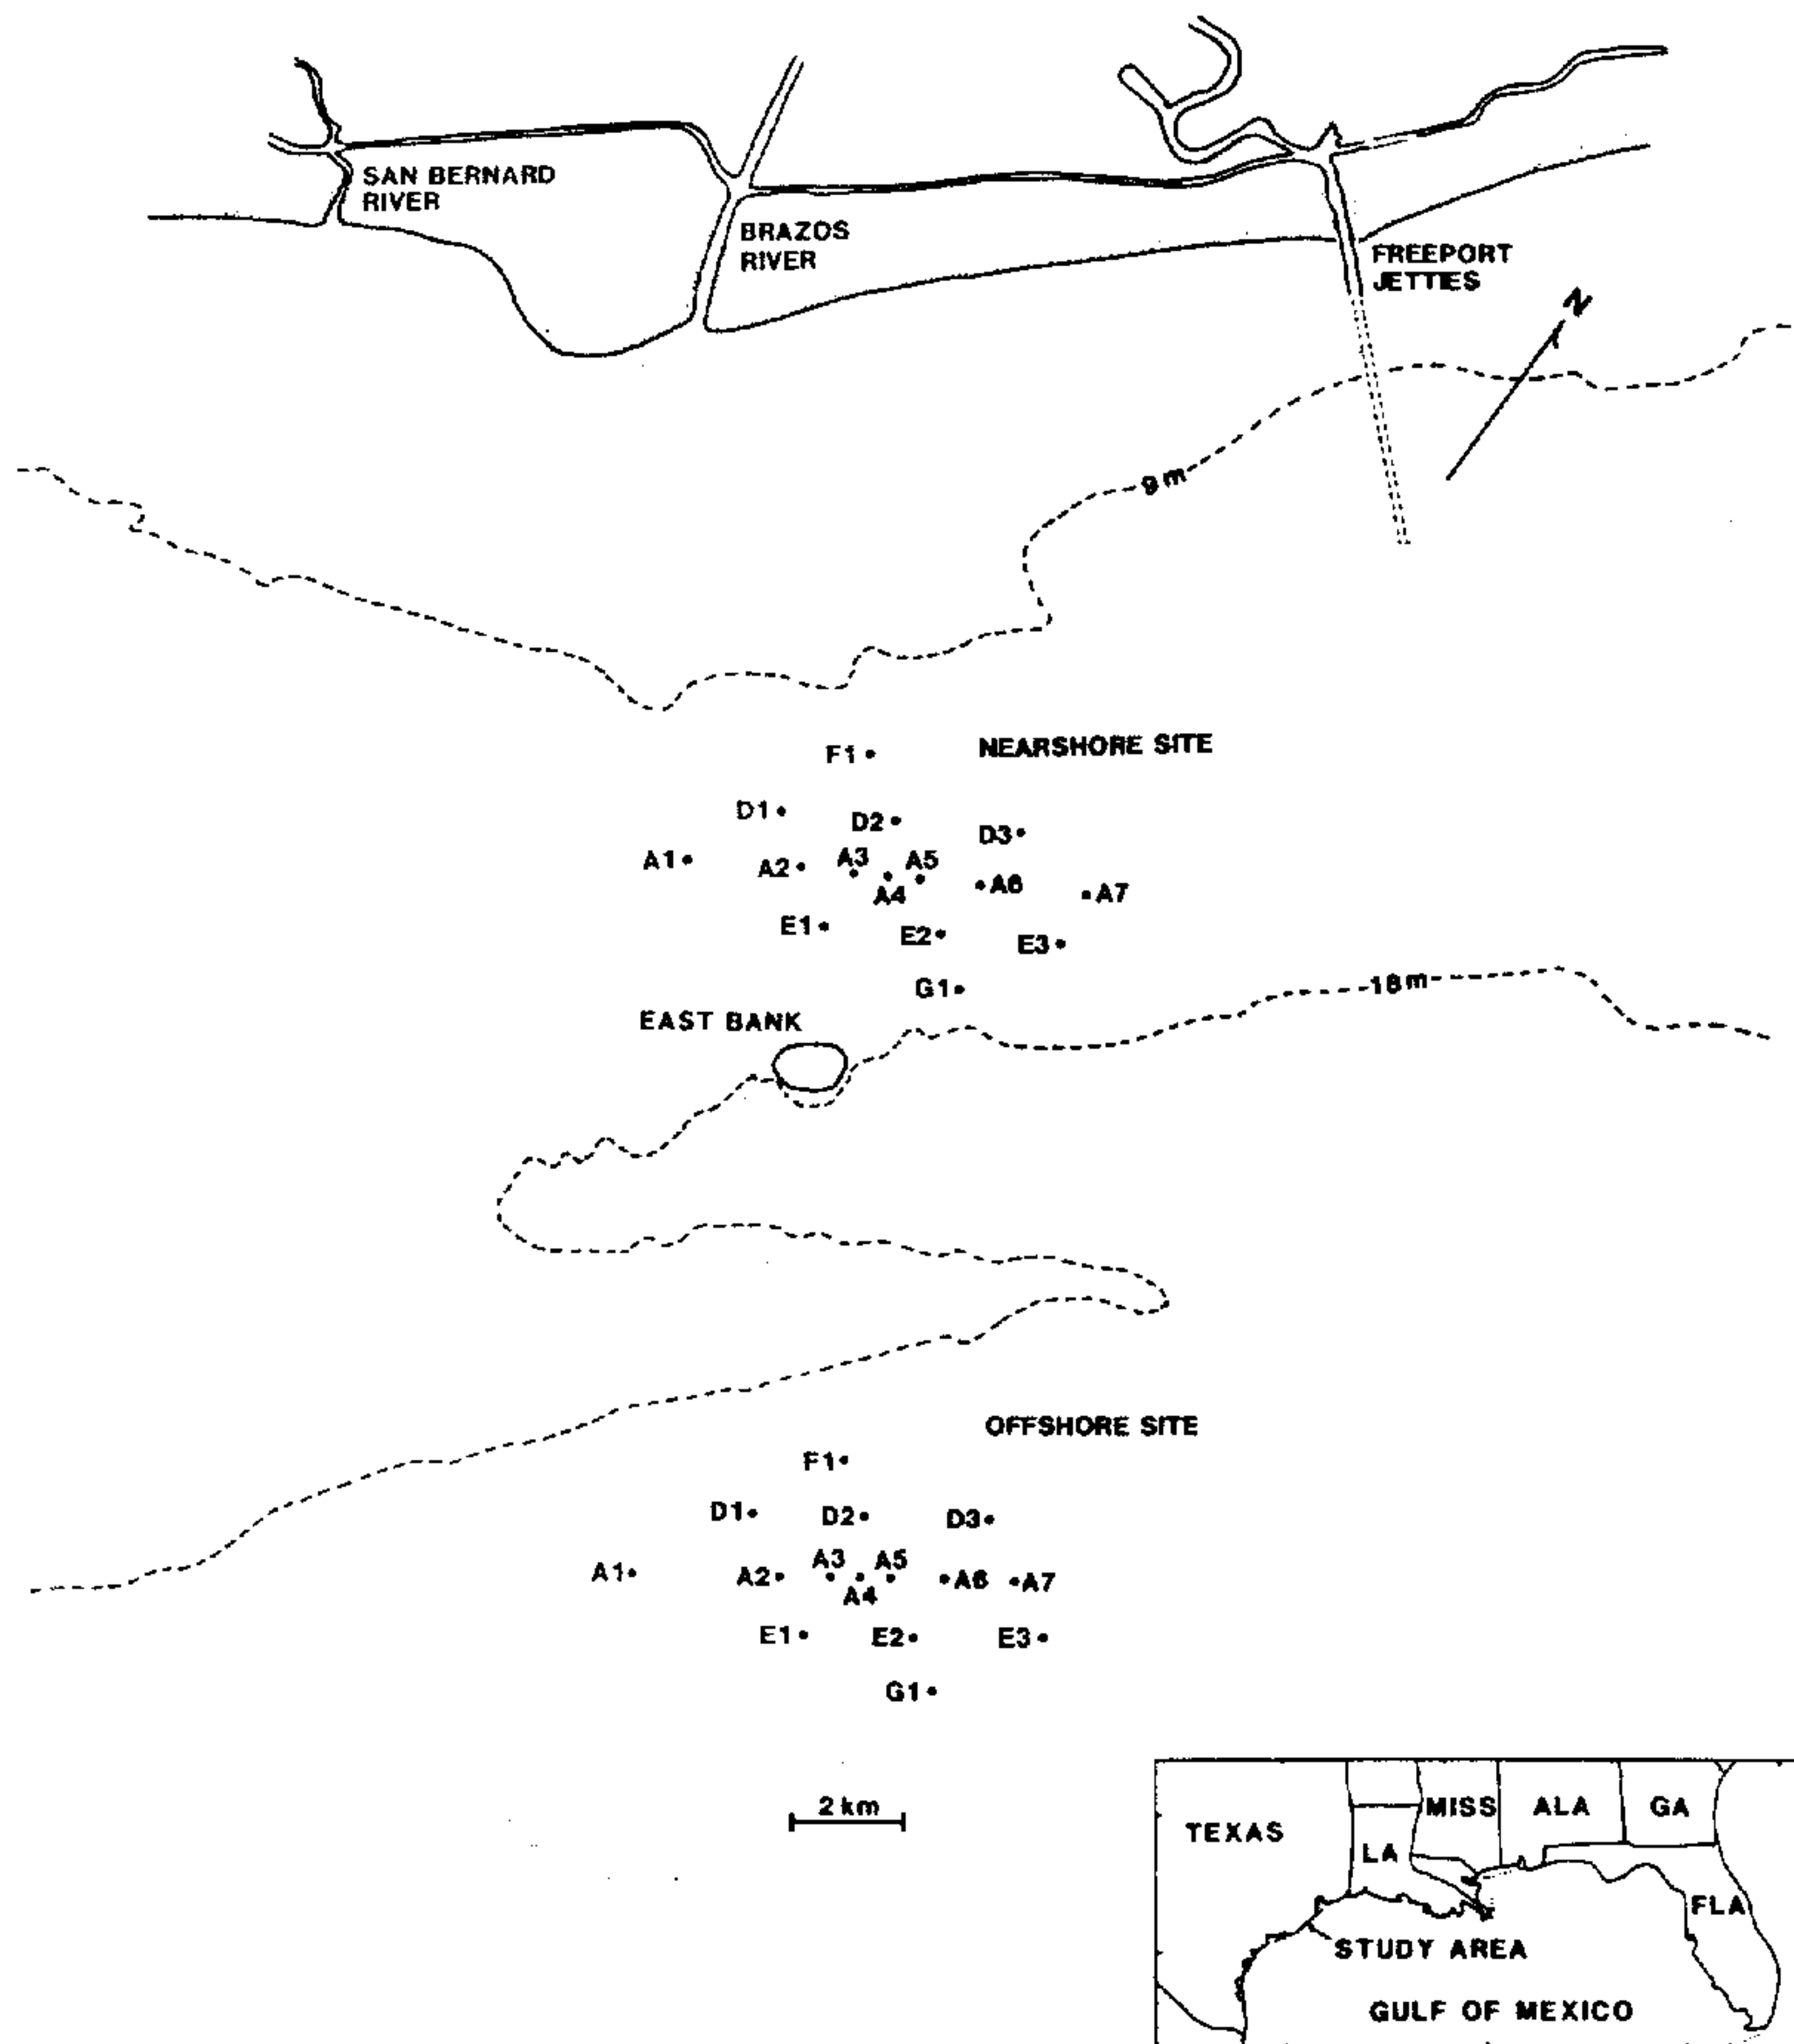 SAN BERNARD
RIVER
BRAZOS
RIVER
FREEPORT
JETTIES
N
9m
F1
NEARSHORE SITE
D1
D2
D3
A1
A2
A3
A5
A4
A6
A7
E1
E2
E3
G1
18m
EAST BANK
OFFSHORE SITE
F1
D1
D2
D3
A1
A2
A3
A5
A4
A6
A7
E1
E2
E3
G1
2 km
TEXAS
LA
MISS
ALA
GA
FLA
STUDY AREA
GULF OF MEXICO